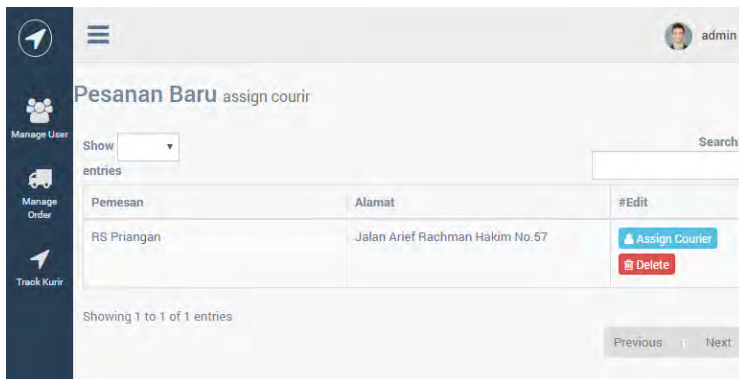 admin
Pesanan Baru assign courir
Manage User
Show
Search:
entries
Manage
Order
Pemesan Alamat #Edit
RS Priangan Jalan Arief Rachman Hakim No.57 Assign Courier
Delete
Track Kurir
Showing 1 to 1 of 1 entries
Previous 1 Next